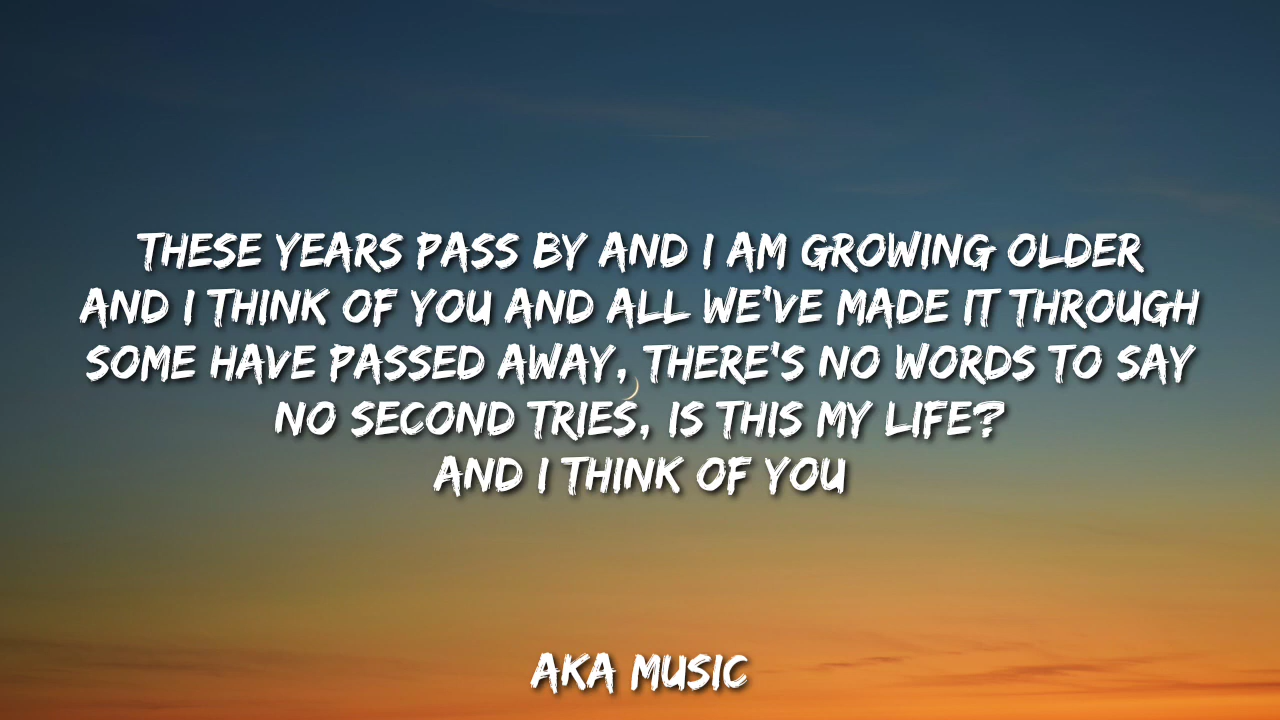 THESE YEARS PASS BY AND I AM GROWING OLDER
AND I THINK OF YOU AND ALL WE'VE MADE IT THROUGH
SOME HAVE PASSED AWAY, THERE'S NO WORDS TO SAY
NO SECOND TRIES, IS THIS MY LIFE?
AND I THINK OF YOU
AKA MUSIC